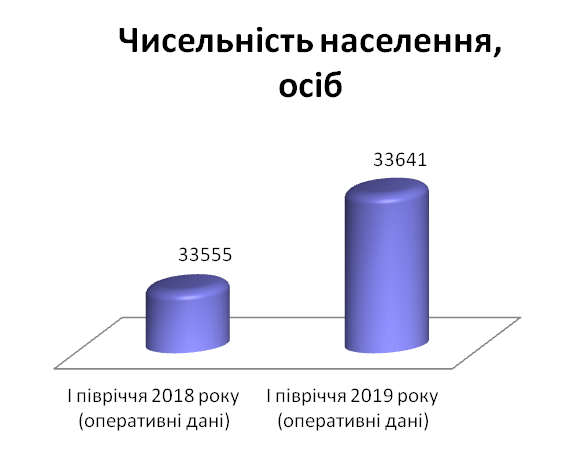 Чисельність населення,
осіб
33641
33555
І півріччя 2018 року
(оперативні дані)
І півріччя 2019 року
(оперативні дані)